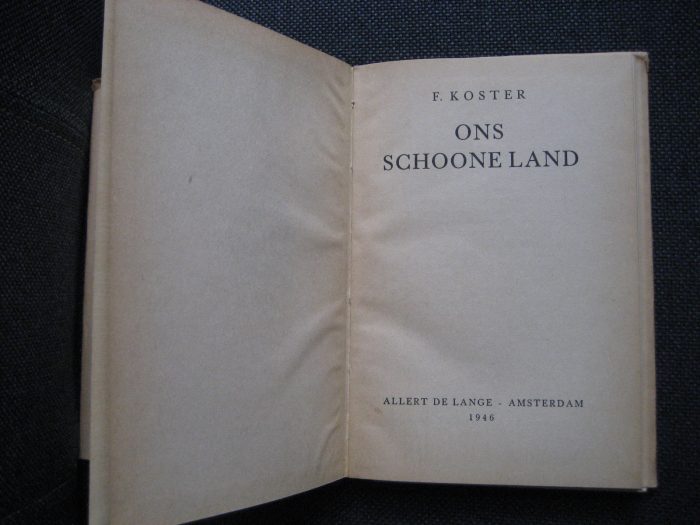 F. KOSTER
ONS
SCHOONE LAND
ALLERT DE LANGE - AMSTERDAM
1946